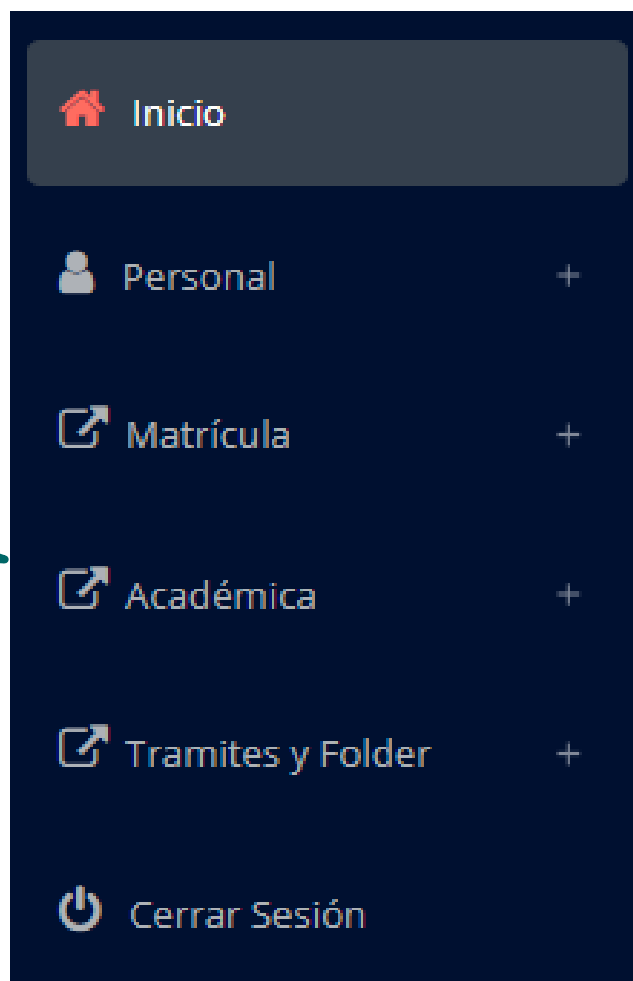 Inicio
Personal +
Matrícula +
Académica +
Tramites y Folder +
Cerrar Sesión